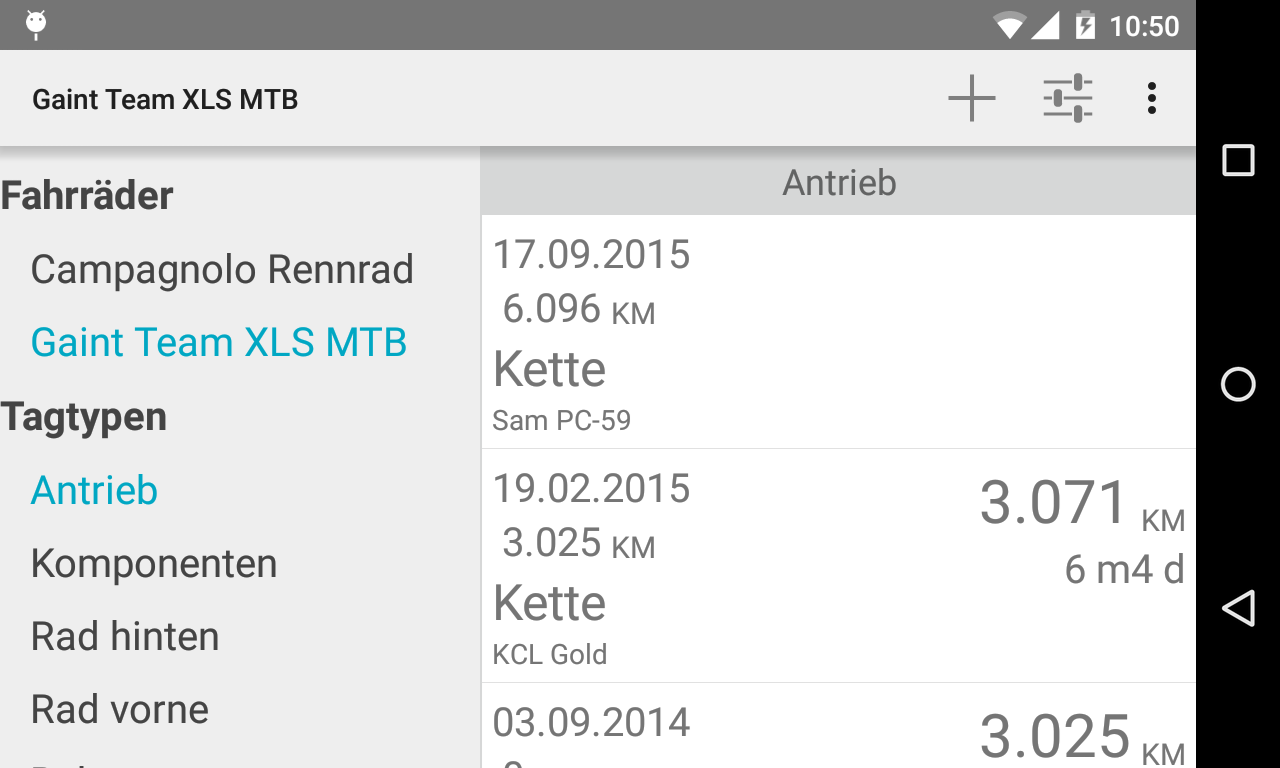 10:50
Gaint Team XLS MTB
Fahrräder
Campagnolo Rennrad
Gaint Team XLS MTB
Tagtypen
Antrieb
Komponenten
Rad hinten
Rad vorne
Antrieb
17.09.2015
6.096 KM
Kette
Sam PC-59
19.02.2015
3.071 KM
3.025 KM
6 m4 d
Kette
KCL Gold
03.09.2014
3.025 KM